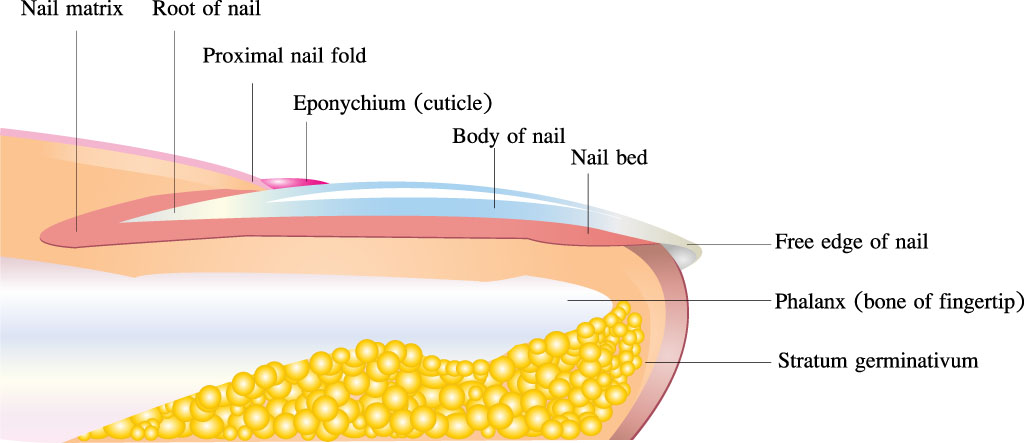 Nail matrix
Root of nail
Proximal nail fold
Eponychium (cuticle)
Body of nail
Nail bed
Free edge of nail
Phalanx (bone of fingertip)
Stratum germinativum